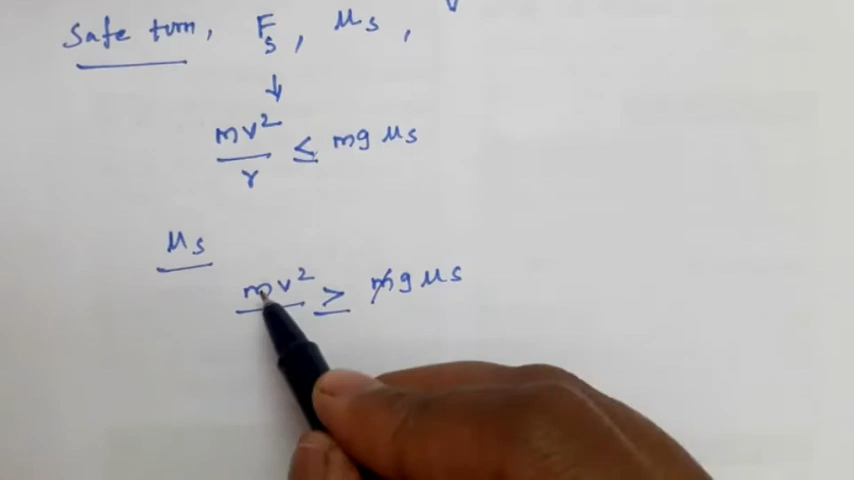 Safe turn, Fs, μs, V
↓
mv²/r ≤ mg μs
μs
mv² ≥ mg μs